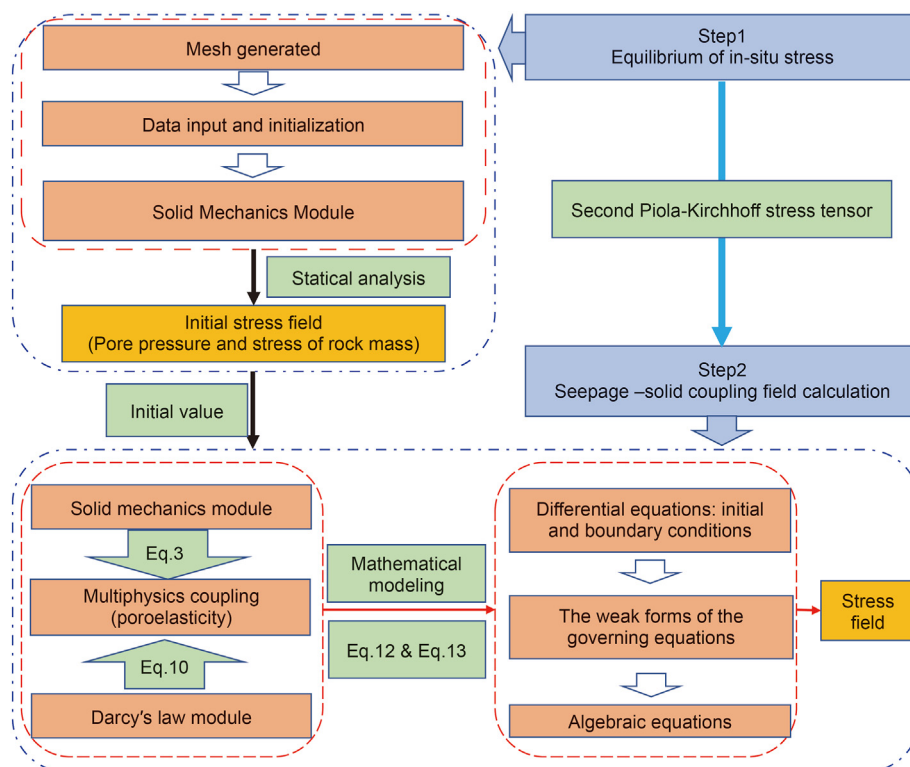 Mesh generated
Data input and initialization
Solid Mechanics Module
Statical analysis
Initial stress field
(Pore pressure and stress of rock mass)
Initial value
Step1
Equilibrium of in-situ stress
Second Piola-Kirchhoff stress tensor
Step2
Seepage –solid coupling field calculation
Solid mechanics module
Eq.3
Multiphysics coupling
(poroelasticity)
Eq.10
Darcy's law module
Mathematical
modeling
Eq.12 & Eq.13
Differential equations: initial
and boundary conditions
The weak forms of the
governing equations
Algebraic equations
Stress
field